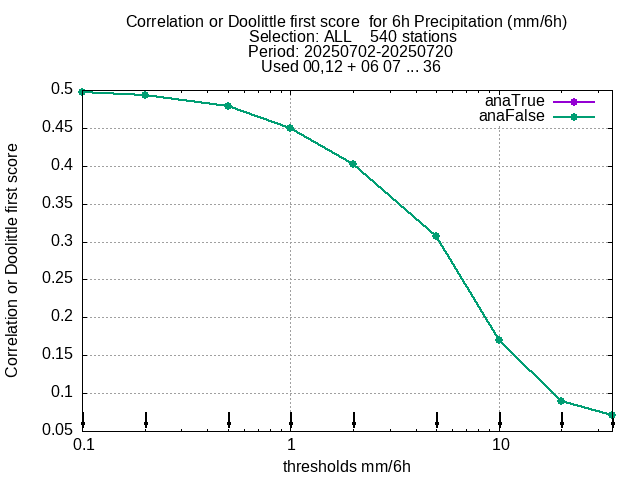 Correlation or Doolittle first score  for 6h Precipitation (mm/6h)
Selection: ALL    540 stations
Period: 20250702-20250720
Used 00,12 + 06 07 ... 36
anaTrue
anaFalse
Correlation or Doolittle first score
0.5
0.45
0.4
0.35
0.3
0.25
0.2
0.15
0.1
0.05
0.1 1 10
thresholds mm/6h